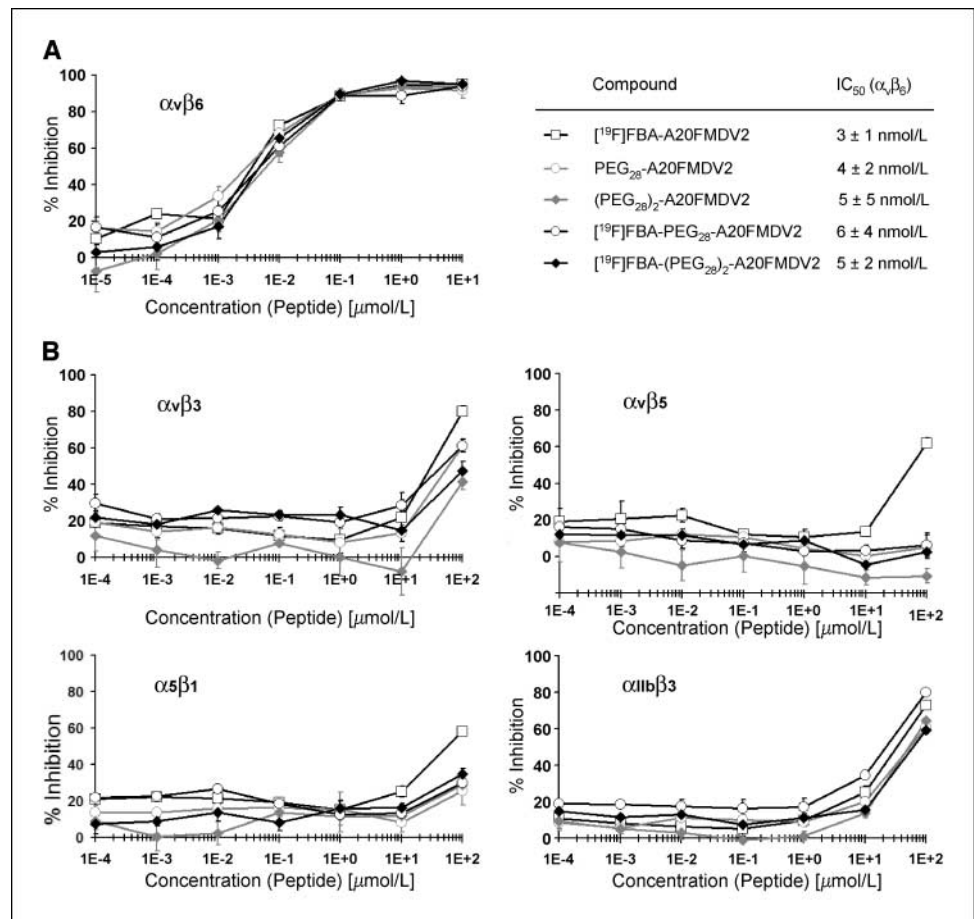 A
αvβ6
% Inhibition
100
80
60
40
20
0
1E-5 1E-4 1E-3 1E-2 1E-1 1E+0 1E+1
Concentration (Peptide) [μmol/L]
Compound IC50 (αvβ6)
[19F]FBA-A20FMDV2 3 ± 1 nmol/L
PEG28-A20FMDV2 4 ± 2 nmol/L
(PEG28)2-A20FMDV2 5 ± 5 nmol/L
[19F]FBA-PEG28-A20FMDV2 6 ± 4 nmol/L
[19F]FBA-(PEG28)2-A20FMDV2 5 ± 2 nmol/L
B
αvβ3
% Inhibition
100
80
60
40
20
0
1E-4 1E-3 1E-2 1E-1 1E+0 1E+1 1E+2
Concentration (Peptide) [μmol/L]
αvβ5
% Inhibition
100
80
60
40
20
0
1E-4 1E-3 1E-2 1E-1 1E+0 1E+1 1E+2
Concentration (Peptide) [μmol/L]
α5β1
% Inhibition
100
80
60
40
20
0
1E-4 1E-3 1E-2 1E-1 1E+0 1E+1 1E+2
Concentration (Peptide) [μmol/L]
αIIbβ3
% Inhibition
100
80
60
40
20
0
1E-4 1E-3 1E-2 1E-1 1E+0 1E+1 1E+2
Concentration (Peptide) [μmol/L]